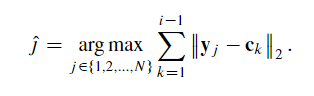 ĵ = arg max_{j∈{1,2,...,N}} ∑_{k=1}^{i−1} ‖y_j − c_k‖_2 .